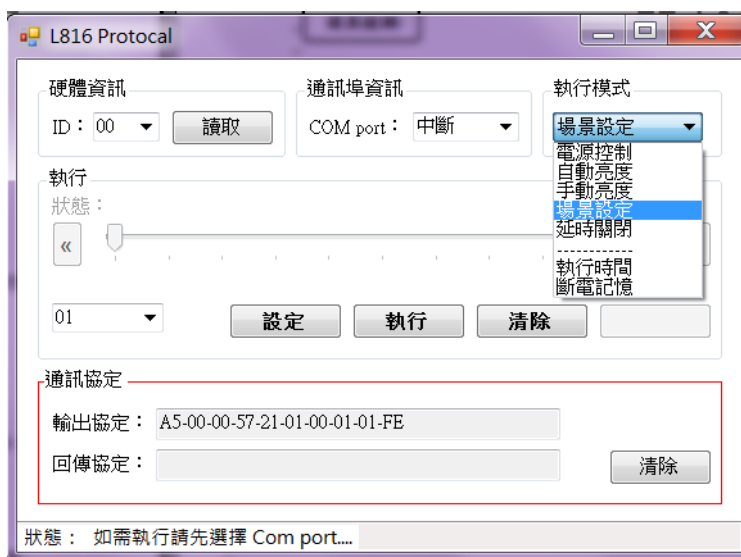 L816 Protocal
硬體資訊
通訊埠資訊
執行模式
ID： 00 讀取
COM port： 中斷
場景設定
電源控制
自動亮度
手動亮度
場景設定
延時關閉
------------
執行時間
斷電記憶
執行
狀態：
«
01 設定 執行 清除
通訊協定
輸出協定： A5-00-00-57-21-01-00-01-01-FE
回傳協定：
清除
狀態： 如需執行請先選擇 Com port....